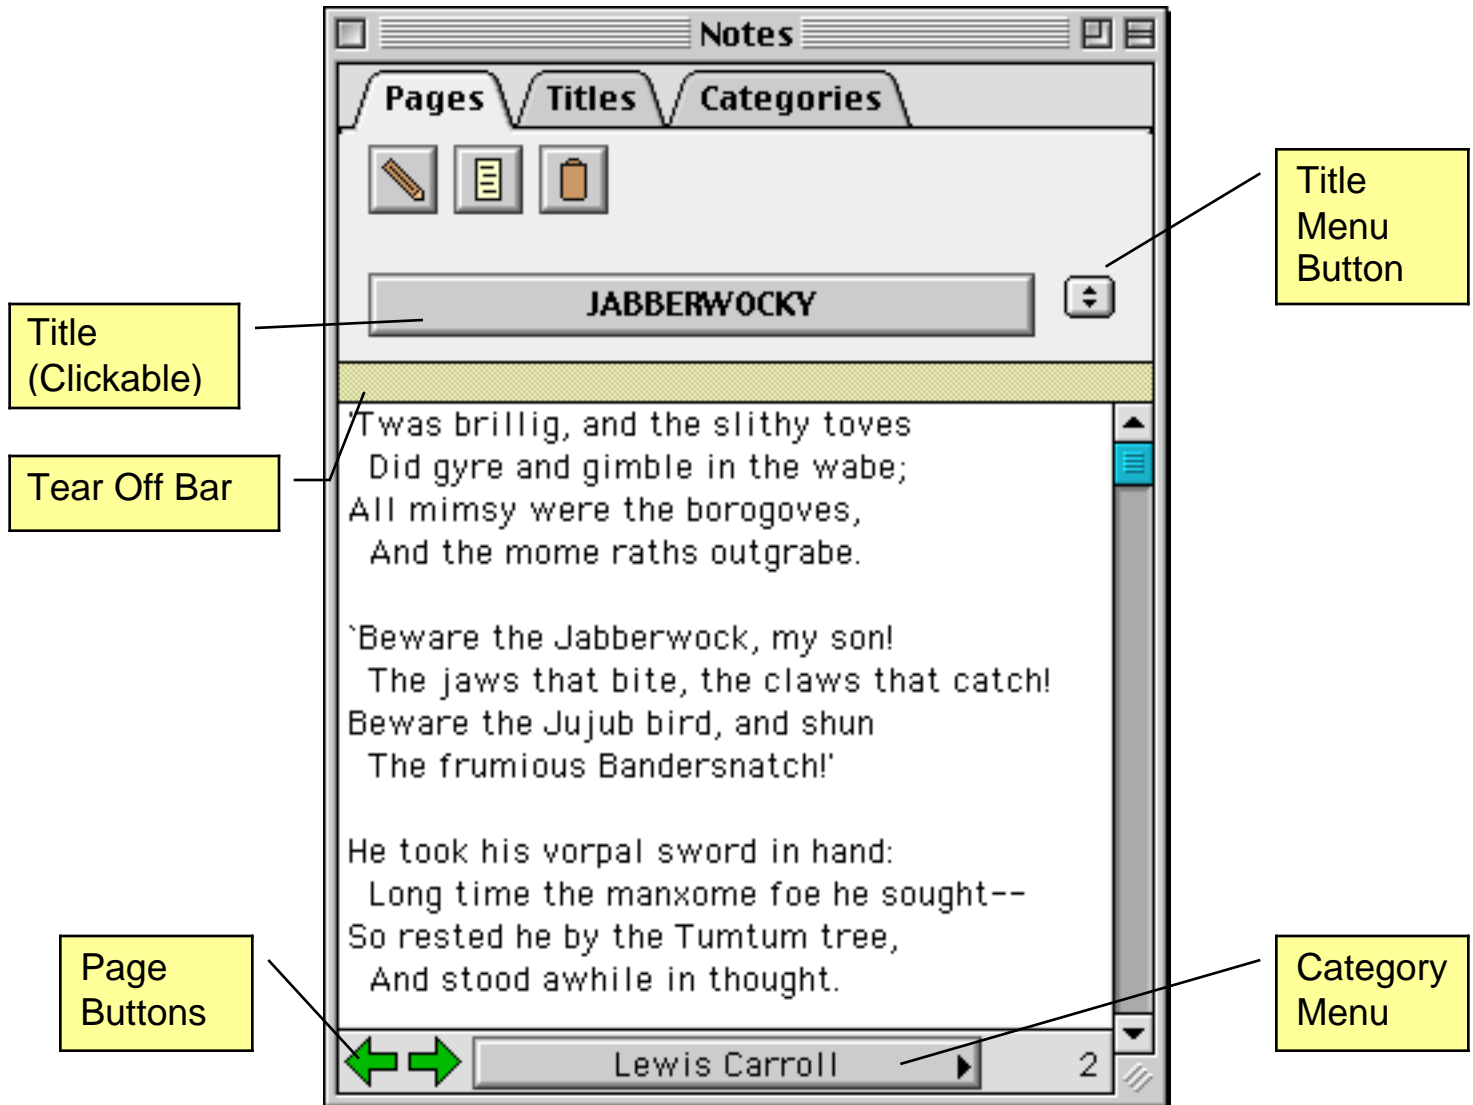 Notes
Pages Titles Categories
Title
Menu
Button
JABBERWOCKY
Title
(Clickable)
Tear Off Bar
'Twas brillig, and the slithy toves
Did gyre and gimble in the wabe;
All mimsy were the borogoves,
And the mome raths outgrabe.
`Beware the Jabberwock, my son!
The jaws that bite, the claws that catch!
Beware the Jujub bird, and shun
The frumious Bandersnatch!'
He took his vorpal sword in hand:
Long time the manxome foe he sought--
So rested he by the Tumtum tree,
And stood awhile in thought.
Page
Buttons
Category
Menu
Lewis Carroll 2